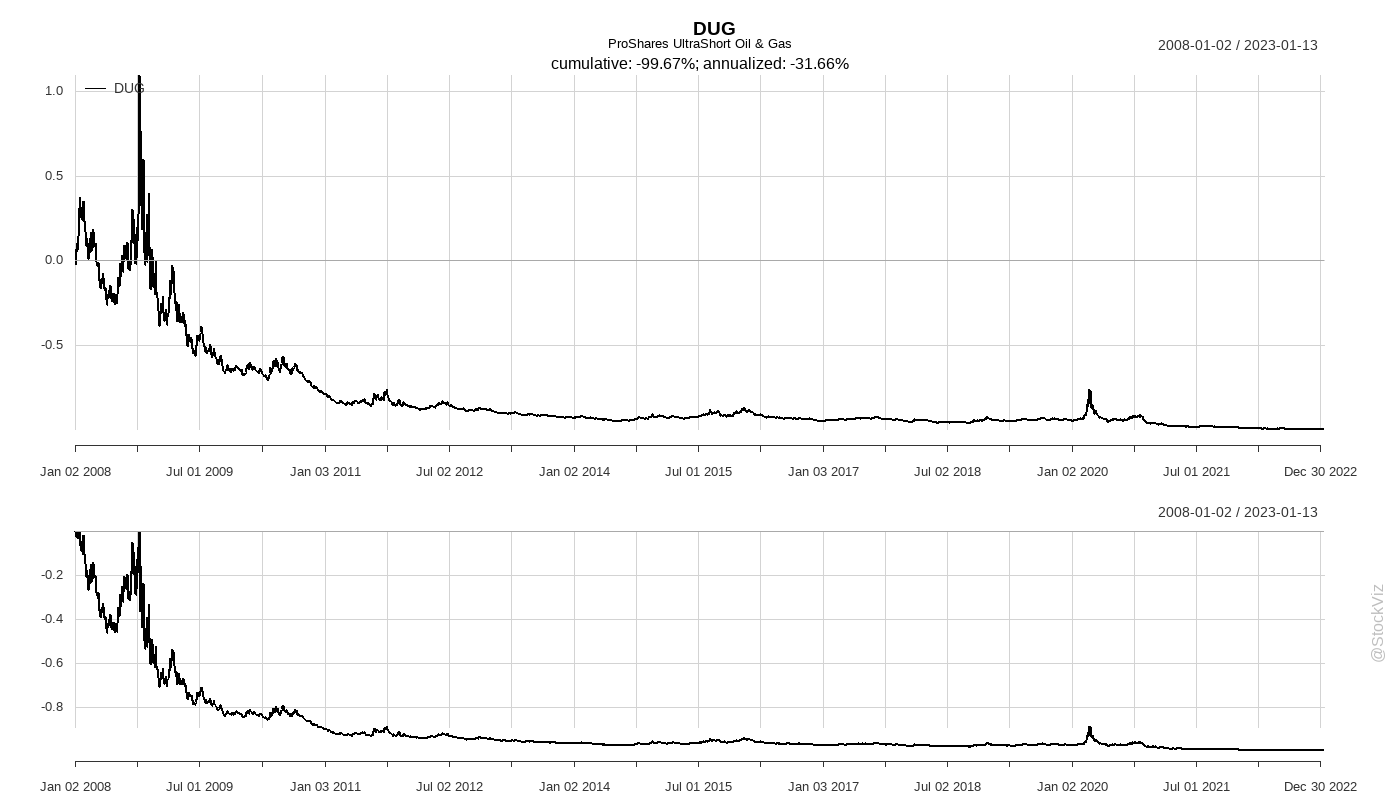 DUG
ProShares UltraShort Oil & Gas
cumulative: -99.67%; annualized: -31.66%
2008-01-02 / 2023-01-13
DUG
1.0
0.5
0.0
-0.5
Jan 02 2008 Jul 01 2009 Jan 03 2011 Jul 02 2012 Jan 02 2014 Jul 01 2015 Jan 03 2017 Jul 02 2018 Jan 02 2020 Jul 01 2021 Dec 30 2022
2008-01-02 / 2023-01-13
-0.2
-0.4
-0.6
-0.8
Jan 02 2008 Jul 01 2009 Jan 03 2011 Jul 02 2012 Jan 02 2014 Jul 01 2015 Jan 03 2017 Jul 02 2018 Jan 02 2020 Jul 01 2021 Dec 30 2022
@StockViz